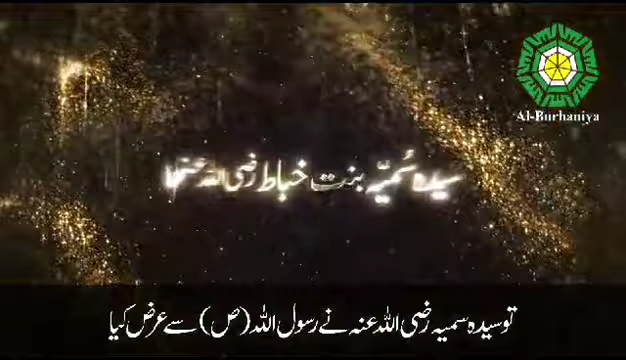 Al-Burhaniya
سیدہ سُمیّہ بنت خباط رضی اللہ عنہا
تو سیدہ سمیہ رضی اللہ عنہ نے رسول اللہ (ص) سے عرض کیا